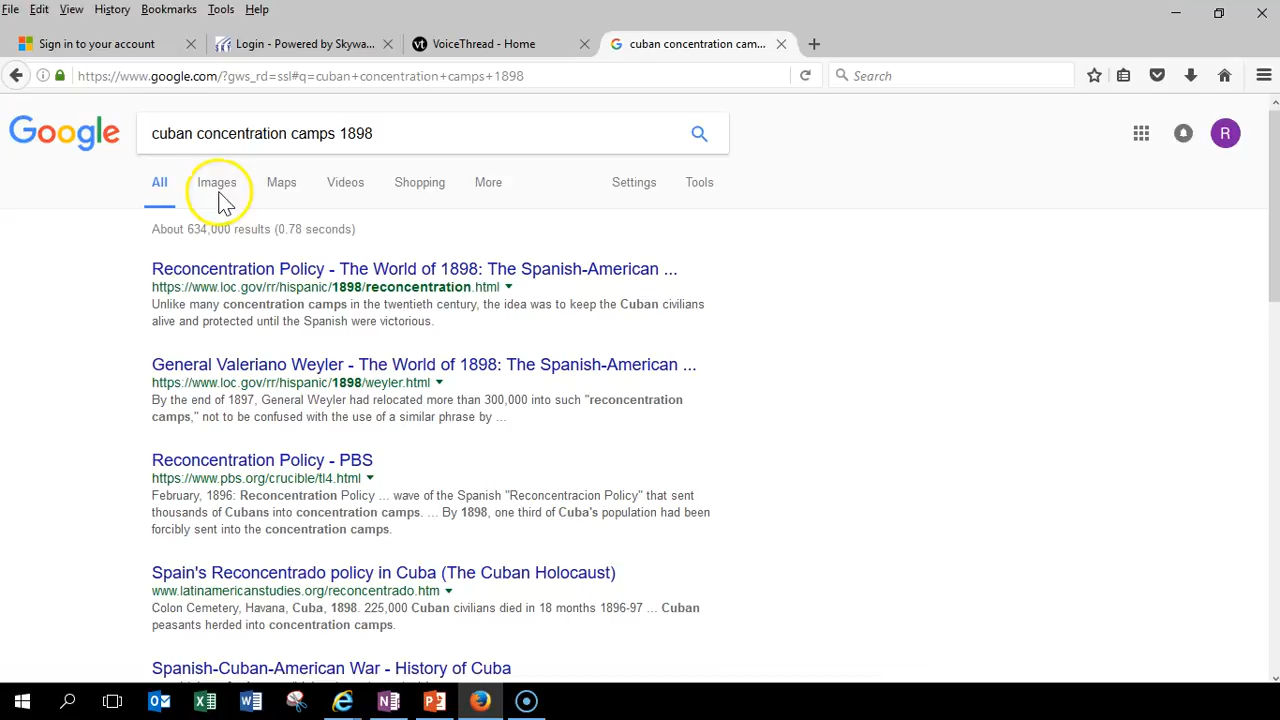 File Edit View History Bookmarks Tools Help
Sign in to your account
Login - Powered by Skywa...
VoiceThread - Home
cuban concentration cam...
https://www.google.com/?gws_rd=ssl#q=cuban+concentration+camps+1898
Search
Google
cuban concentration camps 1898
R
All Images Maps Videos Shopping More Settings Tools
About 634,000 results (0.78 seconds)
Reconcentration Policy - The World of 1898: The Spanish-American ...
https://www.loc.gov/rr/hispanic/1898/reconcentration.html
Unlike many concentration camps in the twentieth century, the idea was to keep the Cuban civilians
alive and protected until the Spanish were victorious.
General Valeriano Weyler - The World of 1898: The Spanish-American ...
https://www.loc.gov/rr/hispanic/1898/weyler.html
By the end of 1897, General Weyler had relocated more than 300,000 into such "reconcentration
camps," not to be confused with the use of a similar phrase by ...
Reconcentration Policy - PBS
https://www.pbs.org/crucible/tl4.html
February, 1896: Reconcentration Policy ... wave of the Spanish "Reconcentracion Policy" that sent
thousands of Cubans into concentration camps. ... By 1898, one third of Cuba's population had been
forcibly sent into the concentration camps.
Spain's Reconcentrado policy in Cuba (The Cuban Holocaust)
www.latinamericanstudies.org/reconcentrado.htm
Colon Cemetery, Havana, Cuba, 1898. 225,000 Cuban civilians died in 18 months 1896-97 ... Cuban
peasants herded into concentration camps.
Spanish-Cuban-American War - History of Cuba